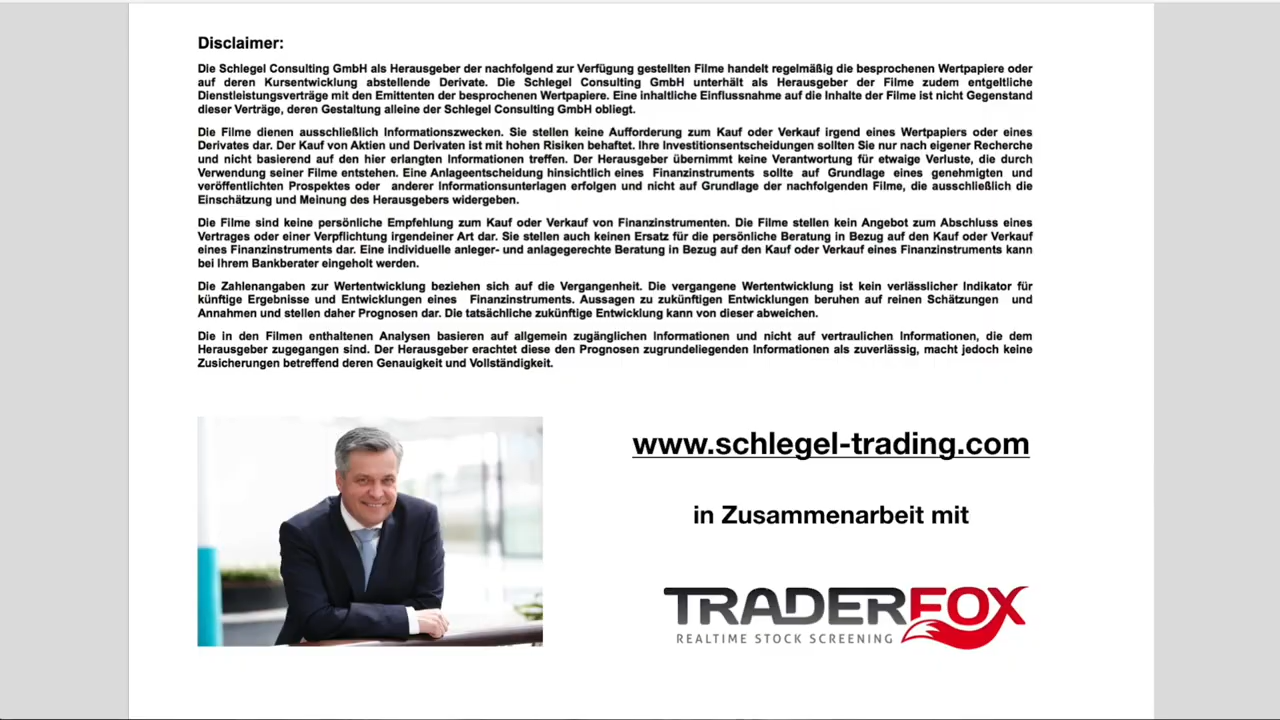 Disclaimer:
Die Schlegel Consulting GmbH als Herausgeber der nachfolgend zur Verfügung gestellten Filme handelt regelmäßig die besprochenen Wertpapiere oder
auf deren Kursentwicklung abstellende Derivate. Die Schlegel Consulting GmbH unterhält als Herausgeber der Filme zudem entgeltliche
Dienstleistungsverträge mit den Emittenten der besprochenen Wertpapiere. Eine inhaltliche Einflussnahme auf die Inhalte der Filme ist nicht Gegenstand
dieser Verträge, deren Gestaltung alleine der Schlegel Consulting GmbH obliegt.
Die Filme dienen ausschließlich Informationszwecken. Sie stellen keine Aufforderung zum Kauf oder Verkauf irgend eines Wertpapiers oder eines
Derivates dar. Der Kauf von Aktien und Derivaten ist mit hohen Risiken behaftet. Ihre Investitionsentscheidungen sollten Sie nur nach eigener Recherche
und nicht basierend auf den hier erlangten Informationen treffen. Der Herausgeber übernimmt keine Verantwortung für etwaige Verluste, die durch
Verwendung seiner Filme entstehen. Eine Anlageentscheidung hinsichtlich eines Finanzinstruments sollte auf Grundlage eines genehmigten und
veröffentlichten Prospektes oder anderer Informationsunterlagen erfolgen und nicht auf Grundlage der nachfolgenden Filme, die ausschließlich die
Einschätzung und Meinung des Herausgebers widergeben.
Die Filme sind keine persönliche Empfehlung zum Kauf oder Verkauf von Finanzinstrumenten. Die Filme stellen kein Angebot zum Abschluss eines
Vertrages oder einer Verpflichtung irgendeiner Art dar. Sie stellen auch keinen Ersatz für die persönliche Beratung in Bezug auf den Kauf oder Verkauf
eines Finanzinstruments dar. Eine individuelle anleger- und anlagegerechte Beratung in Bezug auf den Kauf oder Verkauf eines Finanzinstruments kann
bei Ihrem Bankberater eingeholt werden.
Die Zahlenangaben zur Wertentwicklung beziehen sich auf die Vergangenheit. Die vergangene Wertentwicklung ist kein verlässlicher Indikator für
künftige Ergebnisse und Entwicklungen eines Finanzinstruments. Aussagen zu zukünftigen Entwicklungen beruhen auf reinen Schätzungen und
Annahmen und stellen daher Prognosen dar. Die tatsächliche zukünftige Entwicklung kann von dieser abweichen.
Die in den Filmen enthaltenen Analysen basieren auf allgemein zugänglichen Informationen und nicht auf vertraulichen Informationen, die dem
Herausgeber zugegangen sind. Der Herausgeber erachtet diese den Prognosen zugrundeliegenden Informationen als zuverlässig, macht jedoch keine
Zusicherungen betreffend deren Genauigkeit und Vollständigkeit.
www.schlegel-trading.com
in Zusammenarbeit mit
TRADERFOX
REALTIME STOCK SCREENING